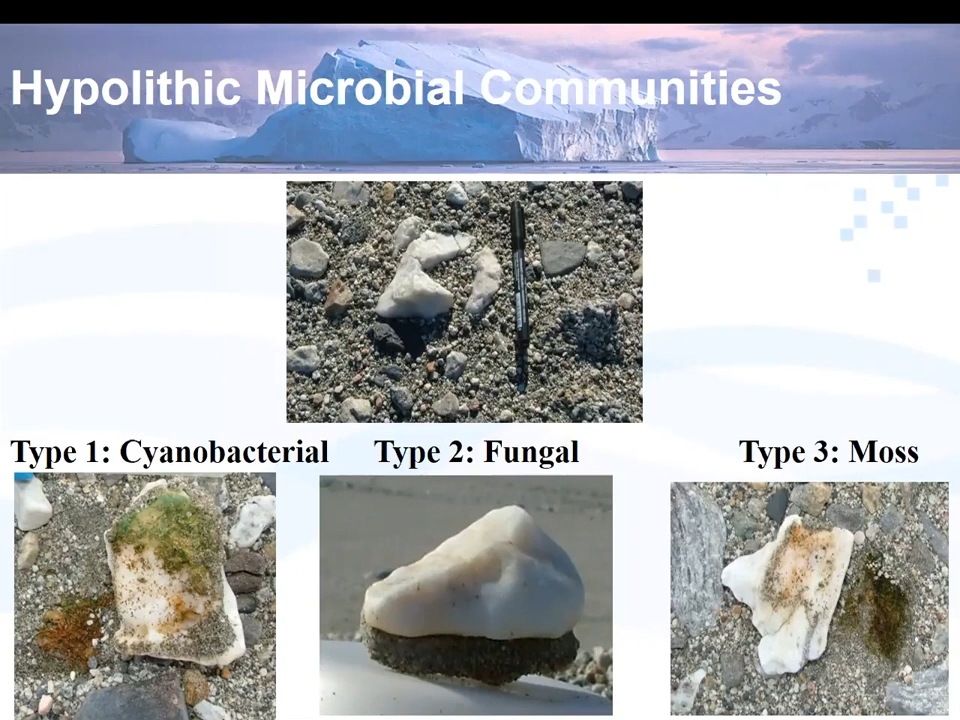 Hypolithic Microbial Communities
Type 1: Cyanobacterial
Type 2: Fungal
Type 3: Moss